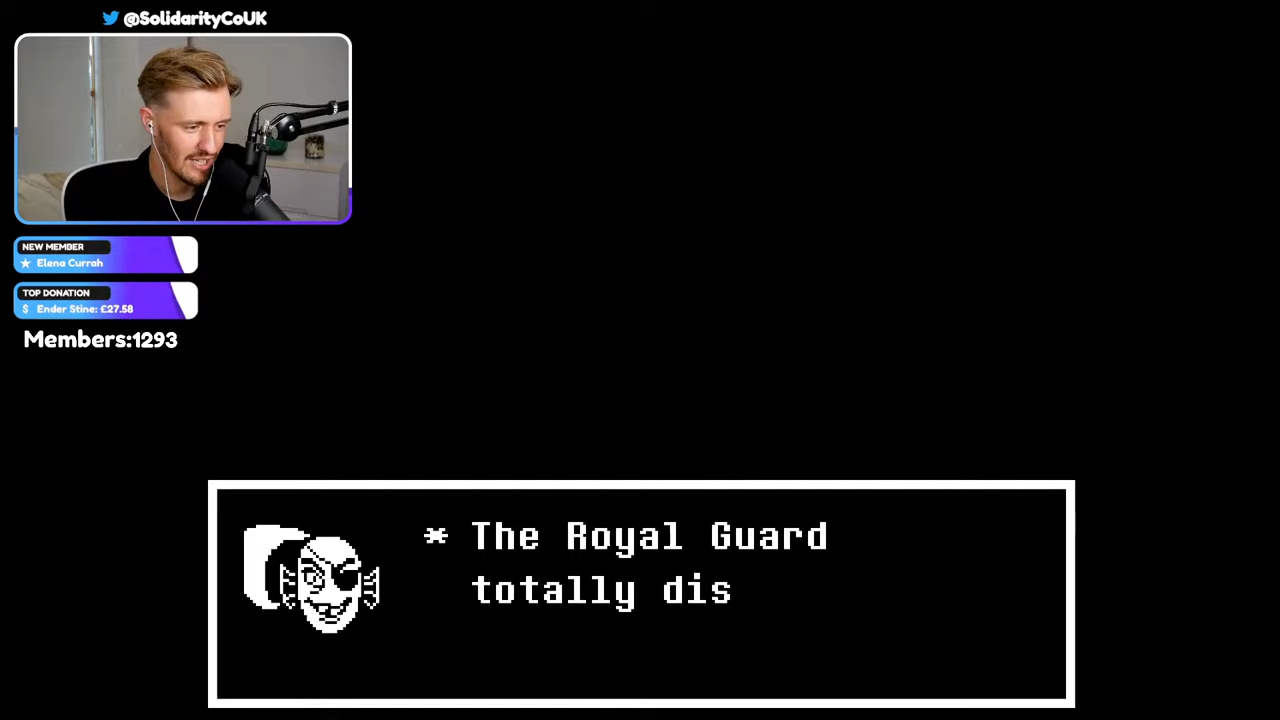 @SolidarityCoUK
NEW MEMBER
Elena Currah
TOP DONATION
$ Ender Stine: £27.58
Members:1293
* The Royal Guard
totally dis